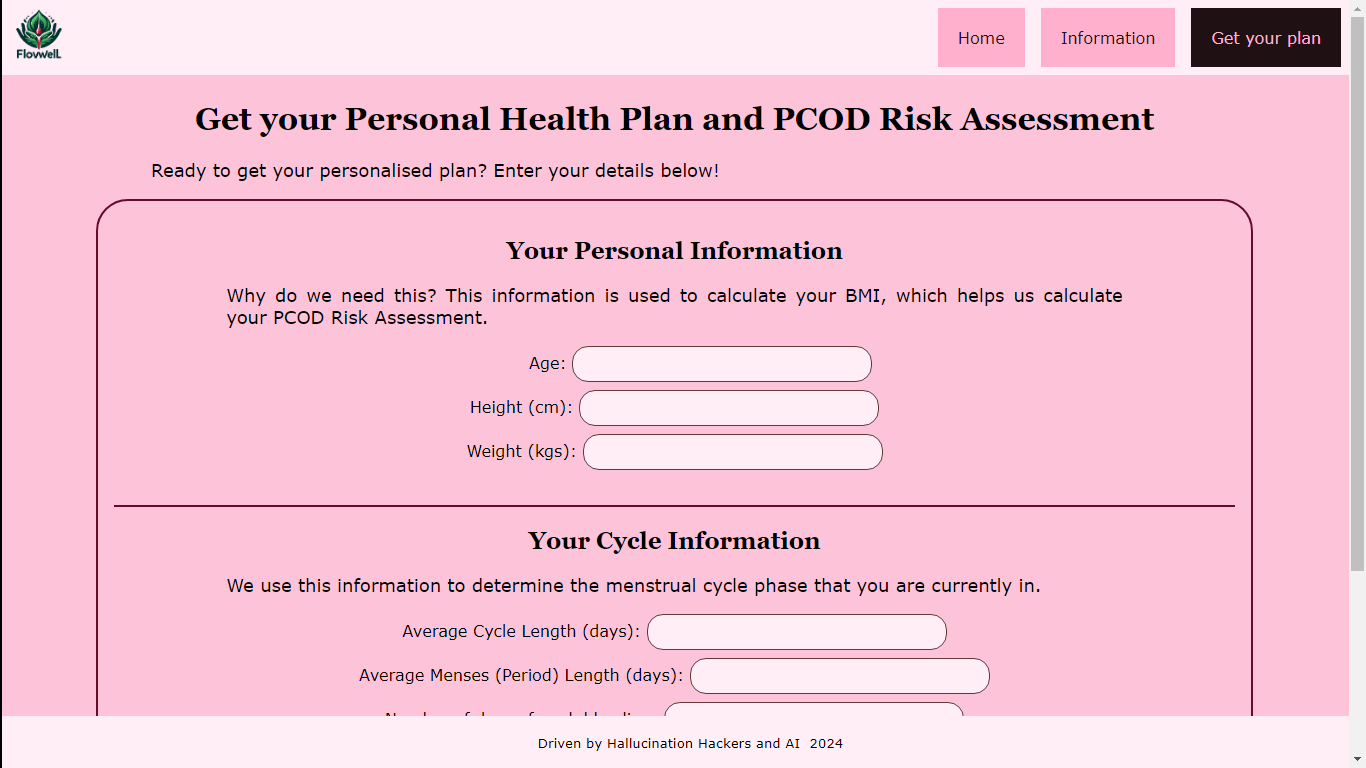 FlovwelL
Home
Information
Get your plan
Get your Personal Health Plan and PCOD Risk Assessment
Ready to get your personalised plan? Enter your details below!
Your Personal Information
Why do we need this? This information is used to calculate your BMI, which helps us calculate
your PCOD Risk Assessment.
Age:
Height (cm):
Weight (kgs):
Your Cycle Information
We use this information to determine the menstrual cycle phase that you are currently in.
Average Cycle Length (days):
Average Menses (Period) Length (days):
Driven by Hallucination Hackers and AI 2024